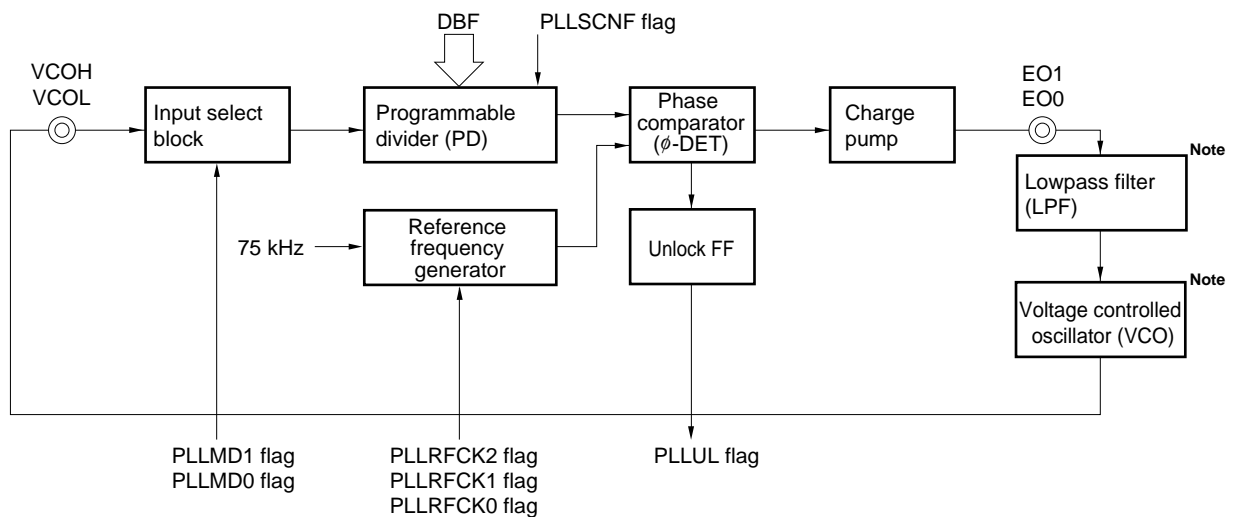 DBF
PLLSCNF flag
VCOH
VCOL
Input select
block
Programmable
divider (PD)
Phase
comparator
(ϕ-DET)
Charge
pump
EO1
EO0
Note
Lowpass filter
(LPF)
75 kHz
Reference
frequency
generator
Unlock FF
Note
Voltage controlled
oscillator (VCO)
PLLMD1 flag
PLLMD0 flag
PLLRFCK2 flag
PLLRFCK1 flag
PLLRFCK0 flag
PLLUL flag